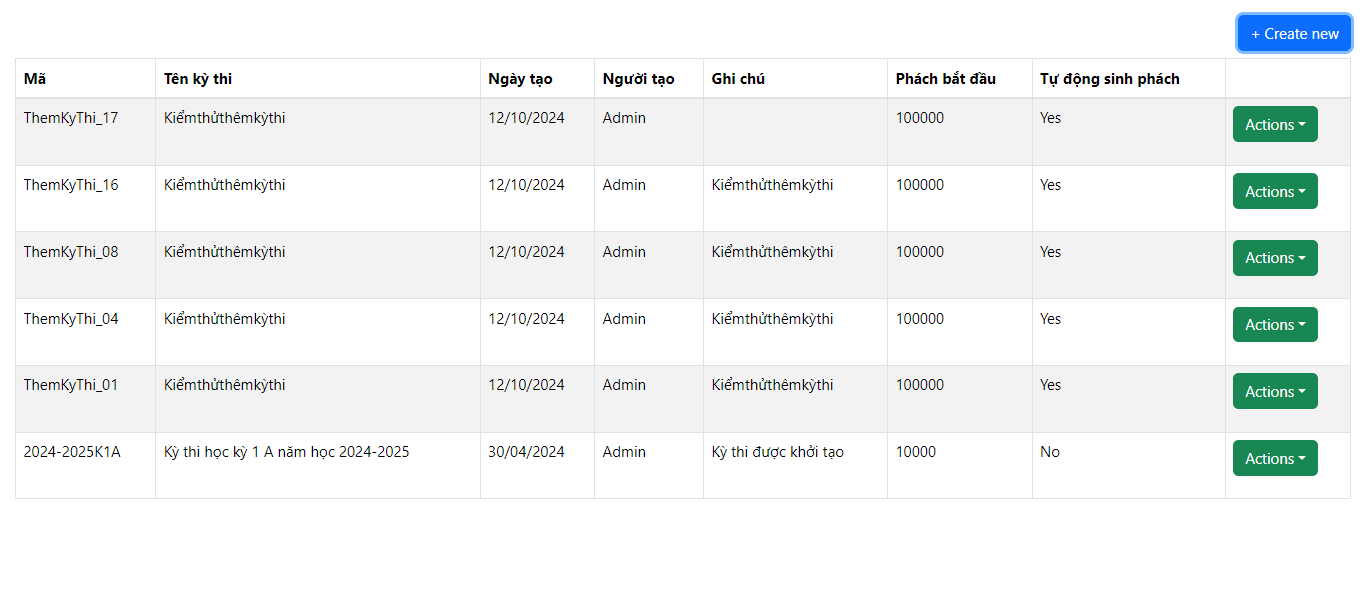 + Create new
Mã Tên kỳ thi Ngày tạo Người tạo Ghi chú Phách bắt đầu Tự động sinh phách
ThemKyThi_17 Kiểmthửthêmkỳthi 12/10/2024 Admin 100000 Yes Actions
ThemKyThi_16 Kiểmthửthêmkỳthi 12/10/2024 Admin Kiểmthửthêmkỳthi 100000 Yes Actions
ThemKyThi_08 Kiểmthửthêmkỳthi 12/10/2024 Admin Kiểmthửthêmkỳthi 100000 Yes Actions
ThemKyThi_04 Kiểmthửthêmkỳthi 12/10/2024 Admin Kiểmthửthêmkỳthi 100000 Yes Actions
ThemKyThi_01 Kiểmthửthêmkỳthi 12/10/2024 Admin Kiểmthửthêmkỳthi 100000 Yes Actions
2024-2025K1A Kỳ thi học kỳ 1 A năm học 2024-2025 30/04/2024 Admin Kỳ thi được khởi tạo 10000 No Actions